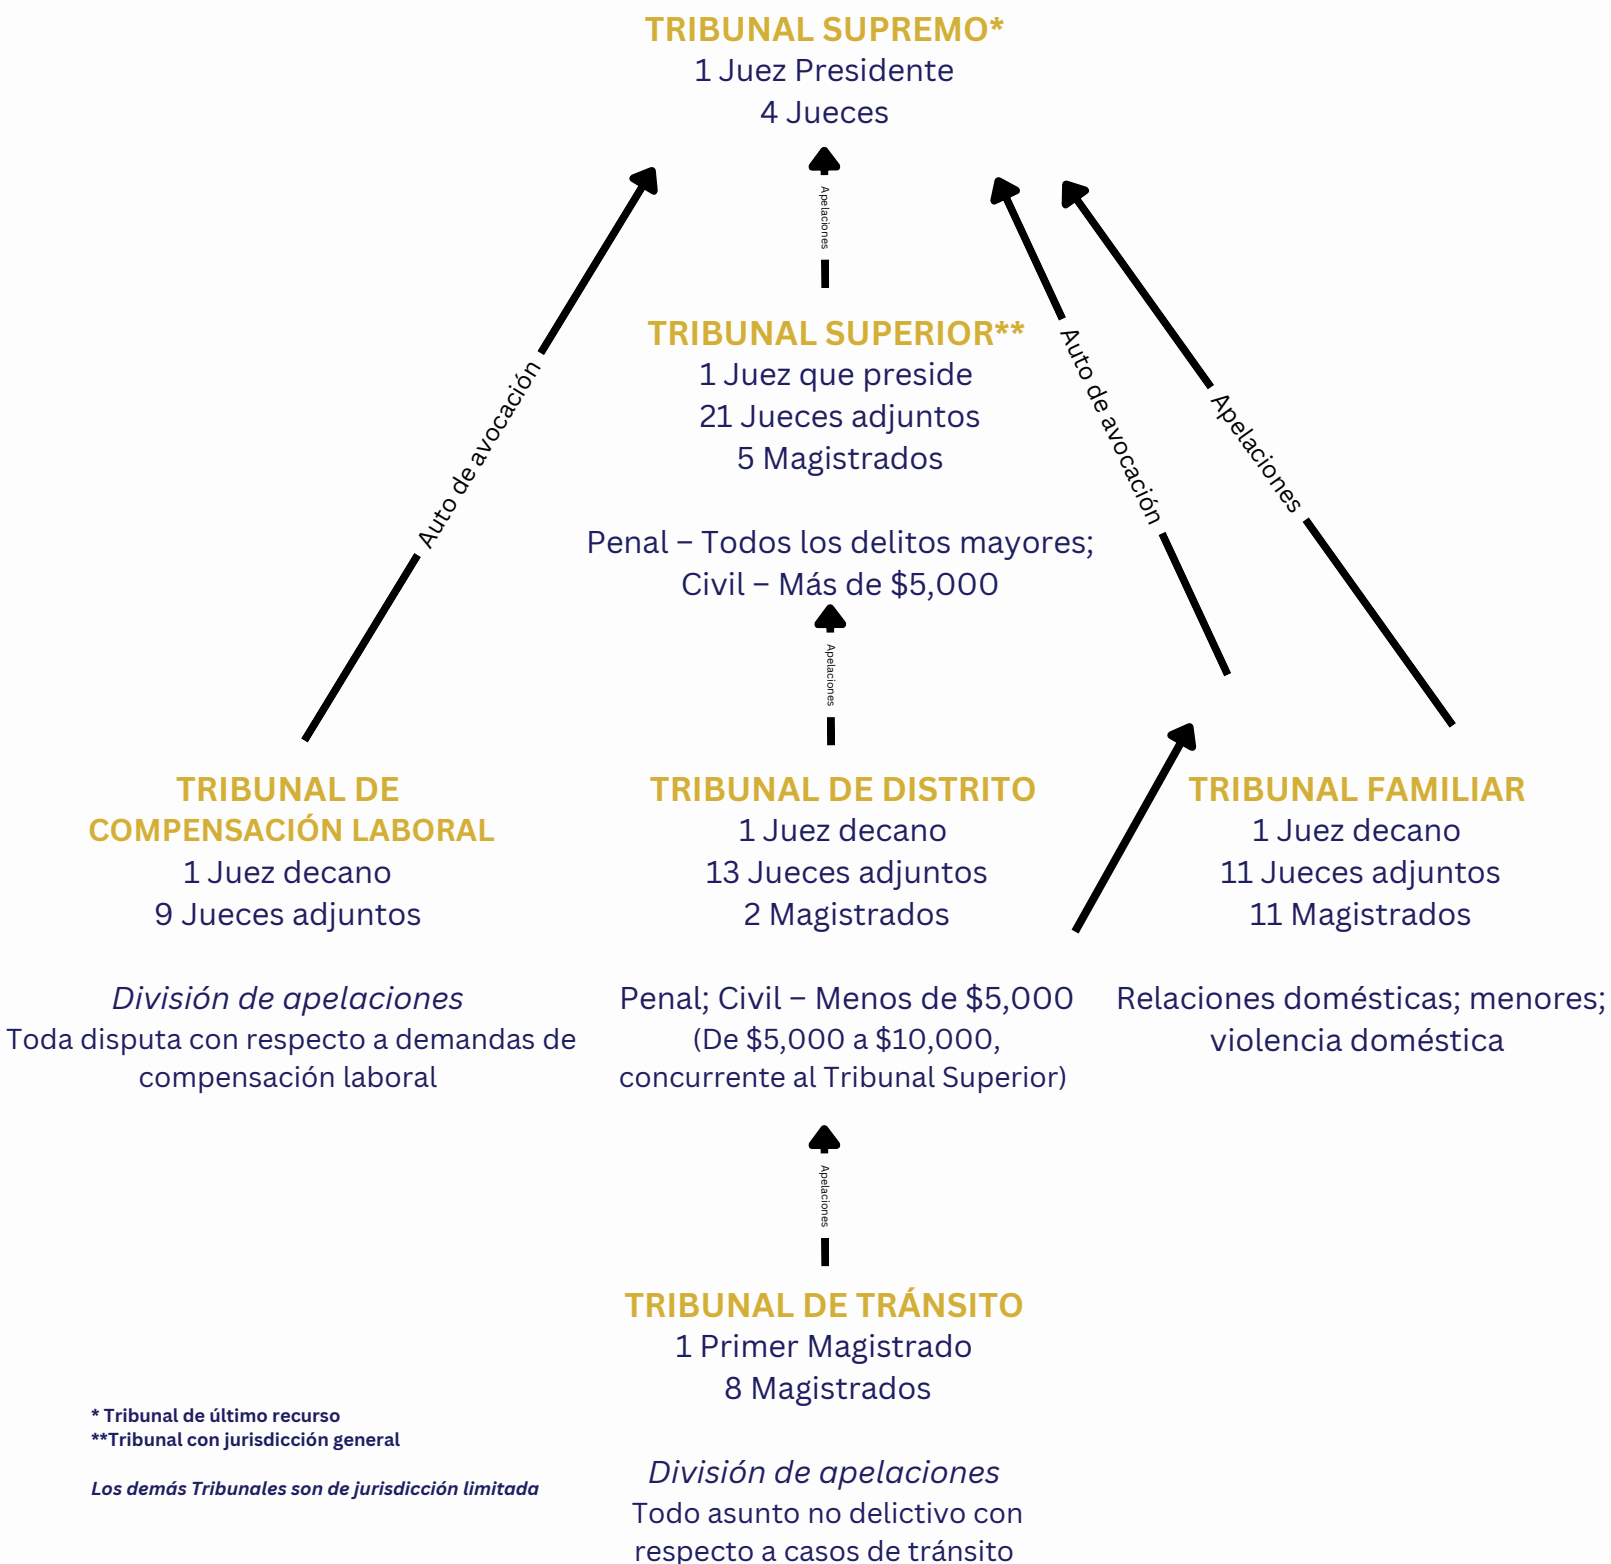 TRIBUNAL SUPREMO*
1 Juez Presidente
4 Jueces
Apelaciones
Auto de avocación
Auto de avocación
Apelaciones
TRIBUNAL SUPERIOR**
1 Juez que preside
21 Jueces adjuntos
5 Magistrados
Penal – Todos los delitos mayores;
Civil – Más de $5,000
Apelaciones
TRIBUNAL DE
COMPENSACIÓN LABORAL
1 Juez decano
9 Jueces adjuntos
División de apelaciones
Toda disputa con respecto a demandas de
compensación laboral
TRIBUNAL DE DISTRITO
1 Juez decano
13 Jueces adjuntos
2 Magistrados
Penal; Civil – Menos de $5,000
(De $5,000 a $10,000,
concurrente al Tribunal Superior)
TRIBUNAL FAMILIAR
1 Juez decano
11 Jueces adjuntos
11 Magistrados
Relaciones domésticas; menores;
violencia doméstica
Apelaciones
TRIBUNAL DE TRÁNSITO
1 Primer Magistrado
8 Magistrados
División de apelaciones
Todo asunto no delictivo con
respecto a casos de tránsito
* Tribunal de último recurso
**Tribunal con jurisdicción general
Los demás Tribunales son de jurisdicción limitada